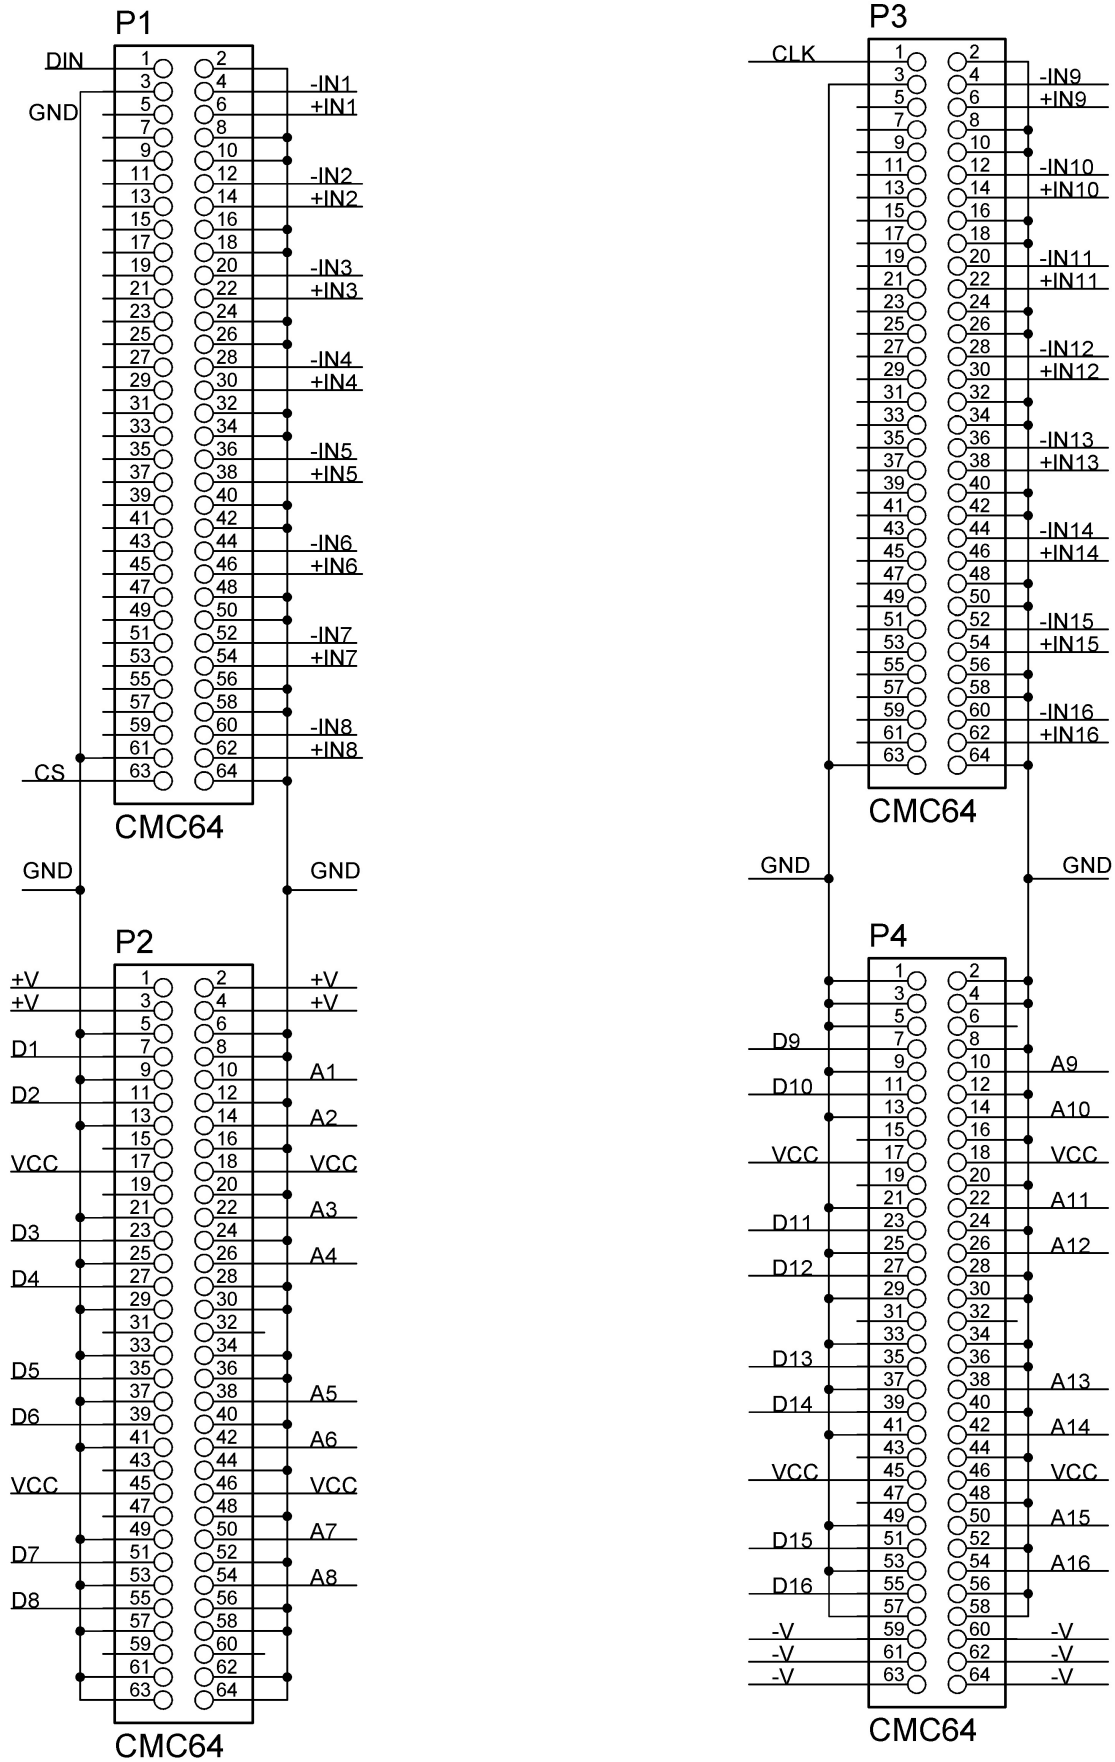 P1
DIN 1 2
3 4 -IN1
GND 5 6 +IN1
7 8
9 10
11 12 -IN2
13 14 +IN2
15 16
17 18
19 20 -IN3
21 22 +IN3
23 24
25 26
27 28 -IN4
29 30 +IN4
31 32
33 34
35 36 -IN5
37 38 +IN5
39 40
41 42
43 44 -IN6
45 46 +IN6
47 48
49 50
51 52 -IN7
53 54 +IN7
55 56
57 58
59 60 -IN8
61 62 +IN8
CS 63 64
CMC64
GND GND
P2
+V 1 2 +V
+V 3 4 +V
5 6
D1 7 8
9 10 A1
D2 11 12
13 14 A2
15 16
VCC 17 18 VCC
19 20
21 22 A3
D3 23 24
25 26 A4
D4 27 28
29 30
31 32
33 34
D5 35 36
37 38 A5
D6 39 40
41 42 A6
43 44
VCC 45 46 VCC
47 48
49 50 A7
D7 51 52
53 54 A8
D8 55 56
57 58
59 60
61 62
63 64
CMC64
P3
CLK 1 2
3 4 -IN9
5 6 +IN9
7 8
9 10
11 12 -IN10
13 14 +IN10
15 16
17 18
19 20 -IN11
21 22 +IN11
23 24
25 26
27 28 -IN12
29 30 +IN12
31 32
33 34
35 36 -IN13
37 38 +IN13
39 40
41 42
43 44 -IN14
45 46 +IN14
47 48
49 50
51 52 -IN15
53 54 +IN15
55 56
57 58
59 60 -IN16
61 62 +IN16
63 64
CMC64
GND GND
P4
1 2
3 4
5 6
D9 7 8
9 10 A9
D10 11 12
13 14 A10
15 16
VCC 17 18 VCC
19 20
21 22 A11
D11 23 24
25 26 A12
D12 27 28
29 30
31 32
33 34
D13 35 36
37 38 A13
D14 39 40
41 42 A14
43 44
VCC 45 46 VCC
47 48
49 50 A15
D15 51 52
53 54 A16
D16 55 56
57 58
-V 59 60 -V
-V 61 62 -V
-V 63 64 -V
CMC64